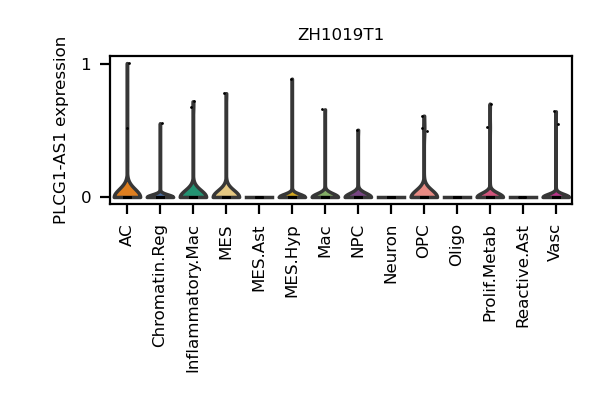 ZH1019T1
PLCG1-AS1 expression
1
0
AC
Chromatin.Reg
Inflammatory.Mac
MES
MES.Ast
MES.Hyp
Mac
NPC
Neuron
OPC
Oligo
Prolif.Metab
Reactive.Ast
Vasc